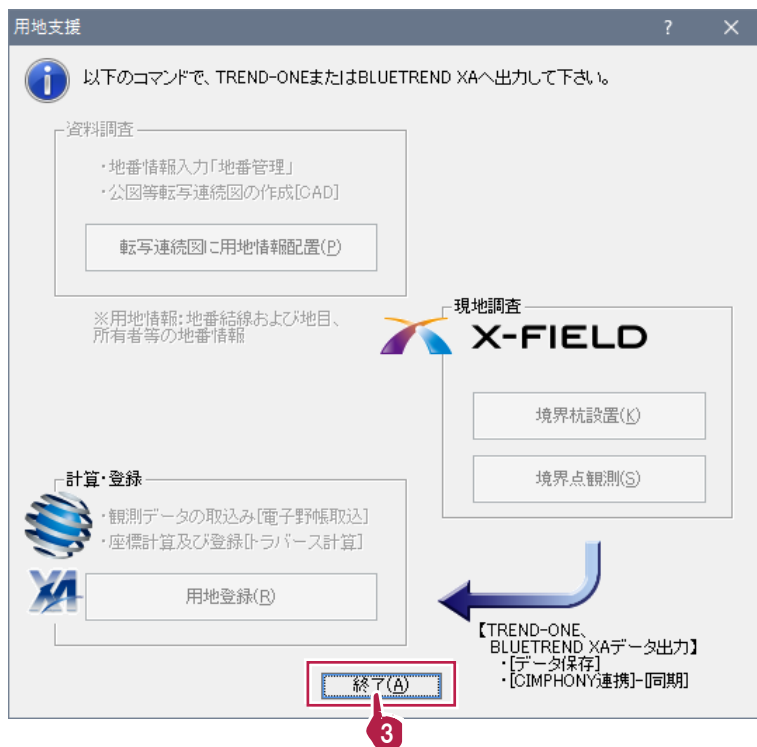 用地支援
? ×
以下のコマンドで、TREND-ONEまたはBLUETREND XAへ出力して下さい。
資料調査
・地番情報入力「地番管理」
・公図等転写連続図の作成[CAD]
転写連続図に用地情報配置(P)
※用地情報:地番結線および地目、
所有者等の地番情報
現地調査
X-FIELD
境界杭設置(K)
境界点観測(S)
計算・登録
・観測データの取込み[電子野帳取込]
・座標計算及び登録[トラバース計算]
XA
用地登録(R)
【TREND-ONE、
BLUETREND XAデータ出力】
・[データ保存]
・[CIMPHONY連携]-[同期]
終了(A)
3